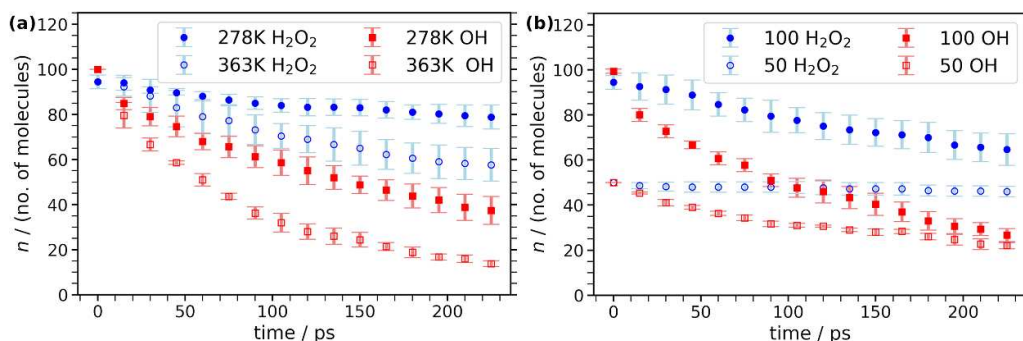 (a)
278K H₂O₂
278K OH
363K H₂O₂
363K OH
n / (no. of molecules)
120
100
80
60
40
20
0
0
50
100
150
200
time / ps
(b)
100 H₂O₂
100 OH
50 H₂O₂
50 OH
n / (no. of molecules)
120
100
80
60
40
20
0
0
50
100
150
200
time / ps